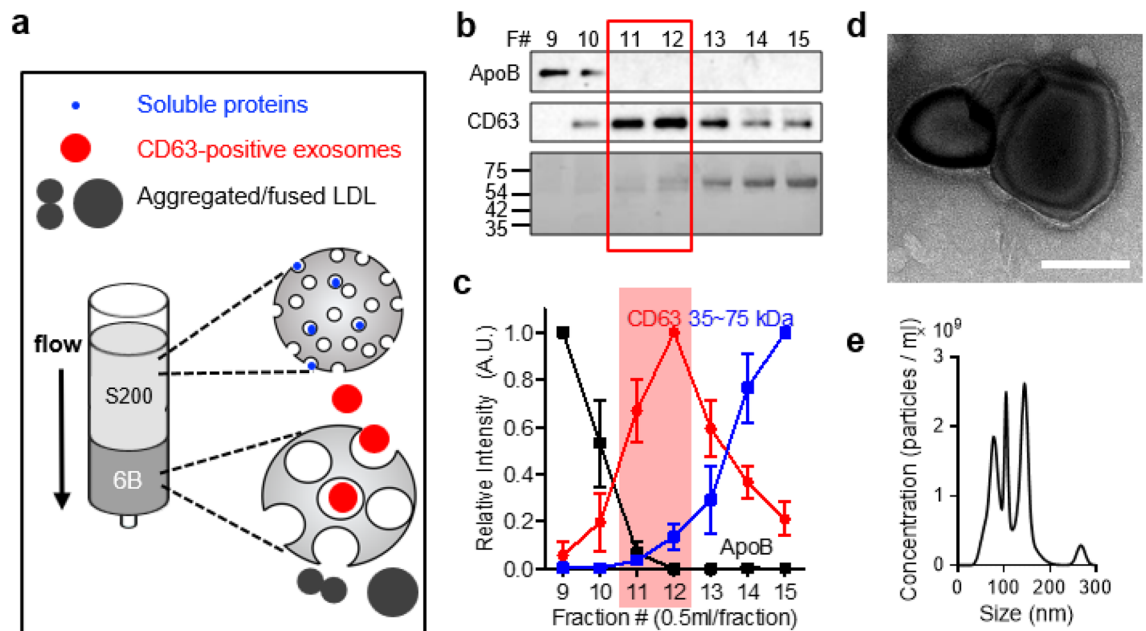 a
Soluble proteins
CD63-positive exosomes
Aggregated/fused LDL
flow
S200
6B
b
F# 9 10 11 12 13 14 15
ApoB
CD63
75
54
42
35
c
CD63 35~75 kDa
Relative Intensity (A.U.)
1.0
0.8
0.6
0.4
0.2
0.0
ApoB
9 10 11 12 13 14 15
Fraction # (0.5ml/fraction)
d
e
× 10⁹
Concentration (particles / ml)
3
2
1
0
0 100 200 300
Size (nm)